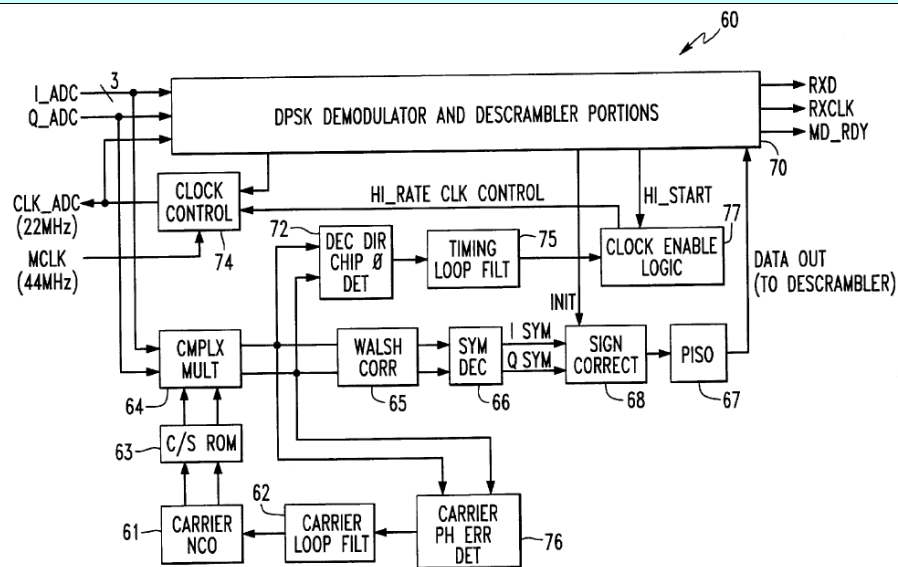 60
I_ADC
3
Q_ADC
DPSK DEMODULATOR AND DESCRAMBLER PORTIONS
RXD
RXCLK
MD_RDY
70
CLK_ADC
(22MHz)
CLOCK
CONTROL
74
HI_RATE CLK CONTROL
HI_START
MCLK
(44MHz)
72
DEC DIR
CHIP Ø
DET
75
TIMING
LOOP FILT
77
CLOCK ENABLE
LOGIC
DATA OUT
(TO DESCRAMBLER)
INIT
CMPLX
MULT
64
WALSH
CORR
65
SYM
DEC
66
I SYM
Q SYM
SIGN
CORRECT
68
PISO
67
63
C/S ROM
61
CARRIER
NCO
62
CARRIER
LOOP FILT
CARRIER
PH ERR
DET
76